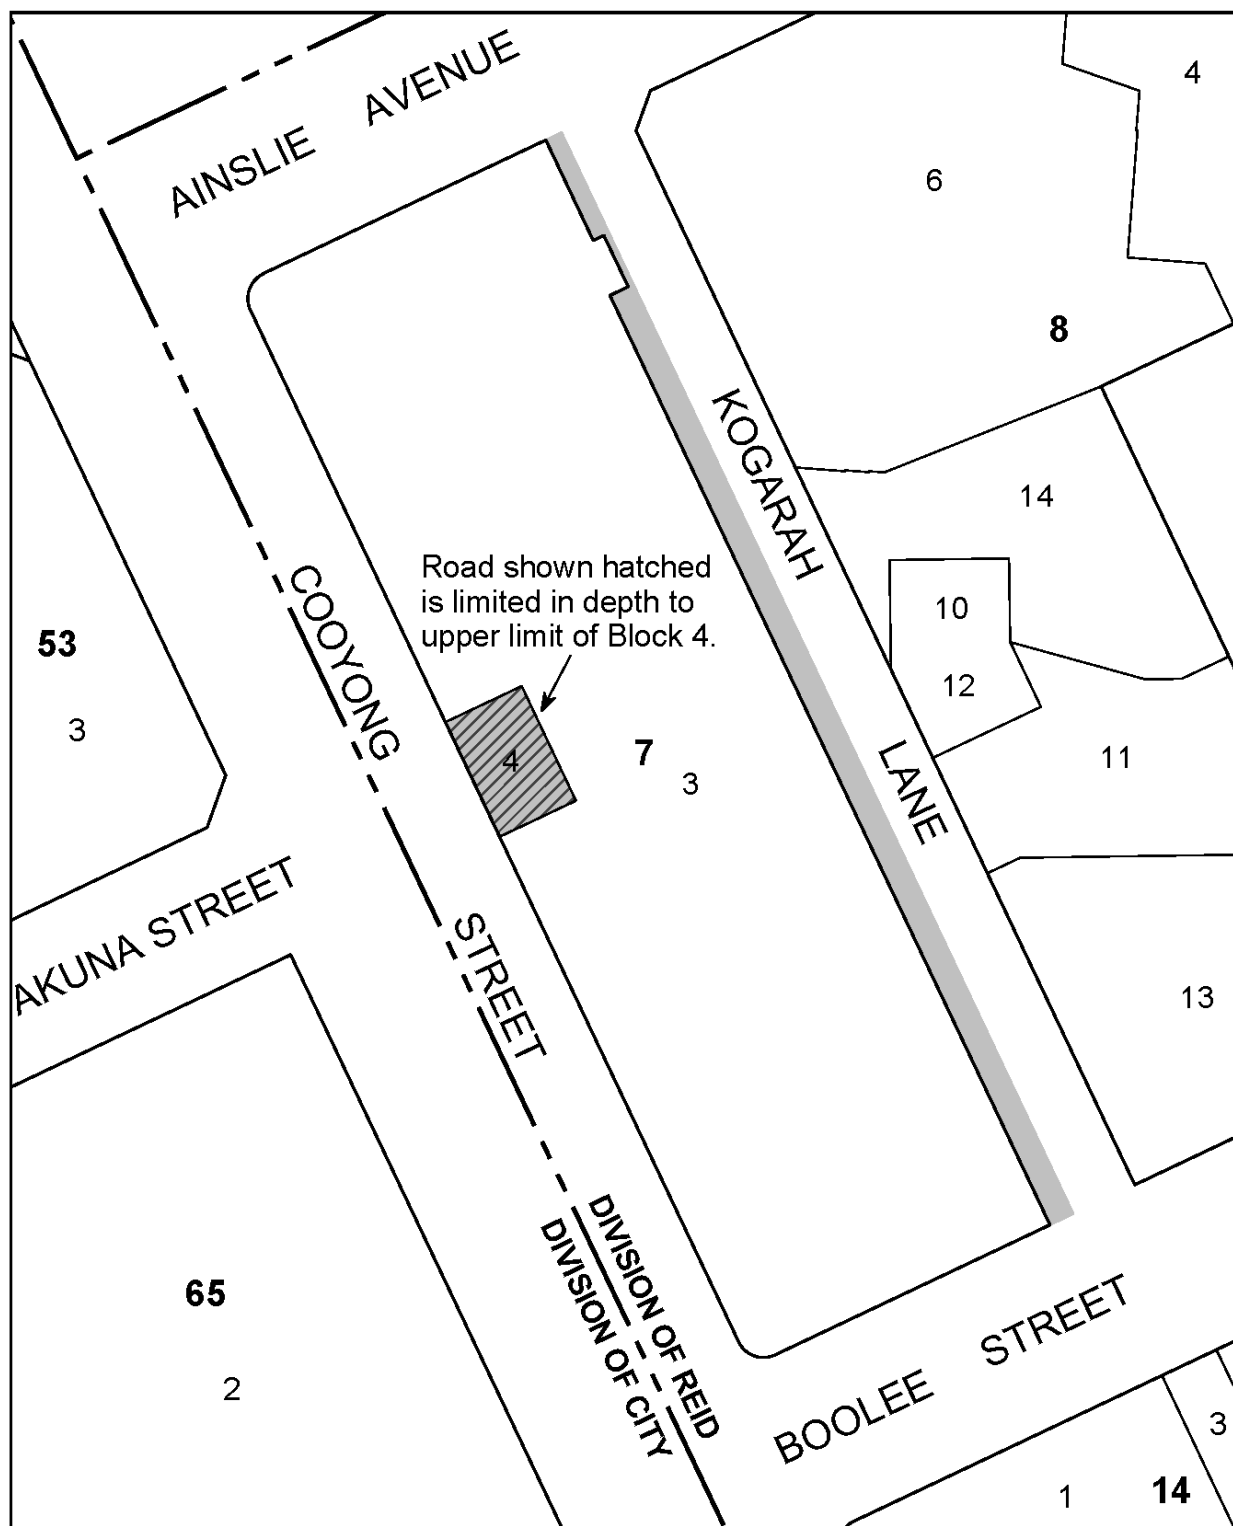 AINSLIE AVENUE
4
6
8
KOGARAH LANE
14
10
12
11
13
Road shown hatched
is limited in depth to
upper limit of Block 4.
4
7
3
COOYONG STREET
53
3
AKUNA STREET
65
2
DIVISION OF REID
DIVISION OF CITY
BOOLEE STREET
3
1
14